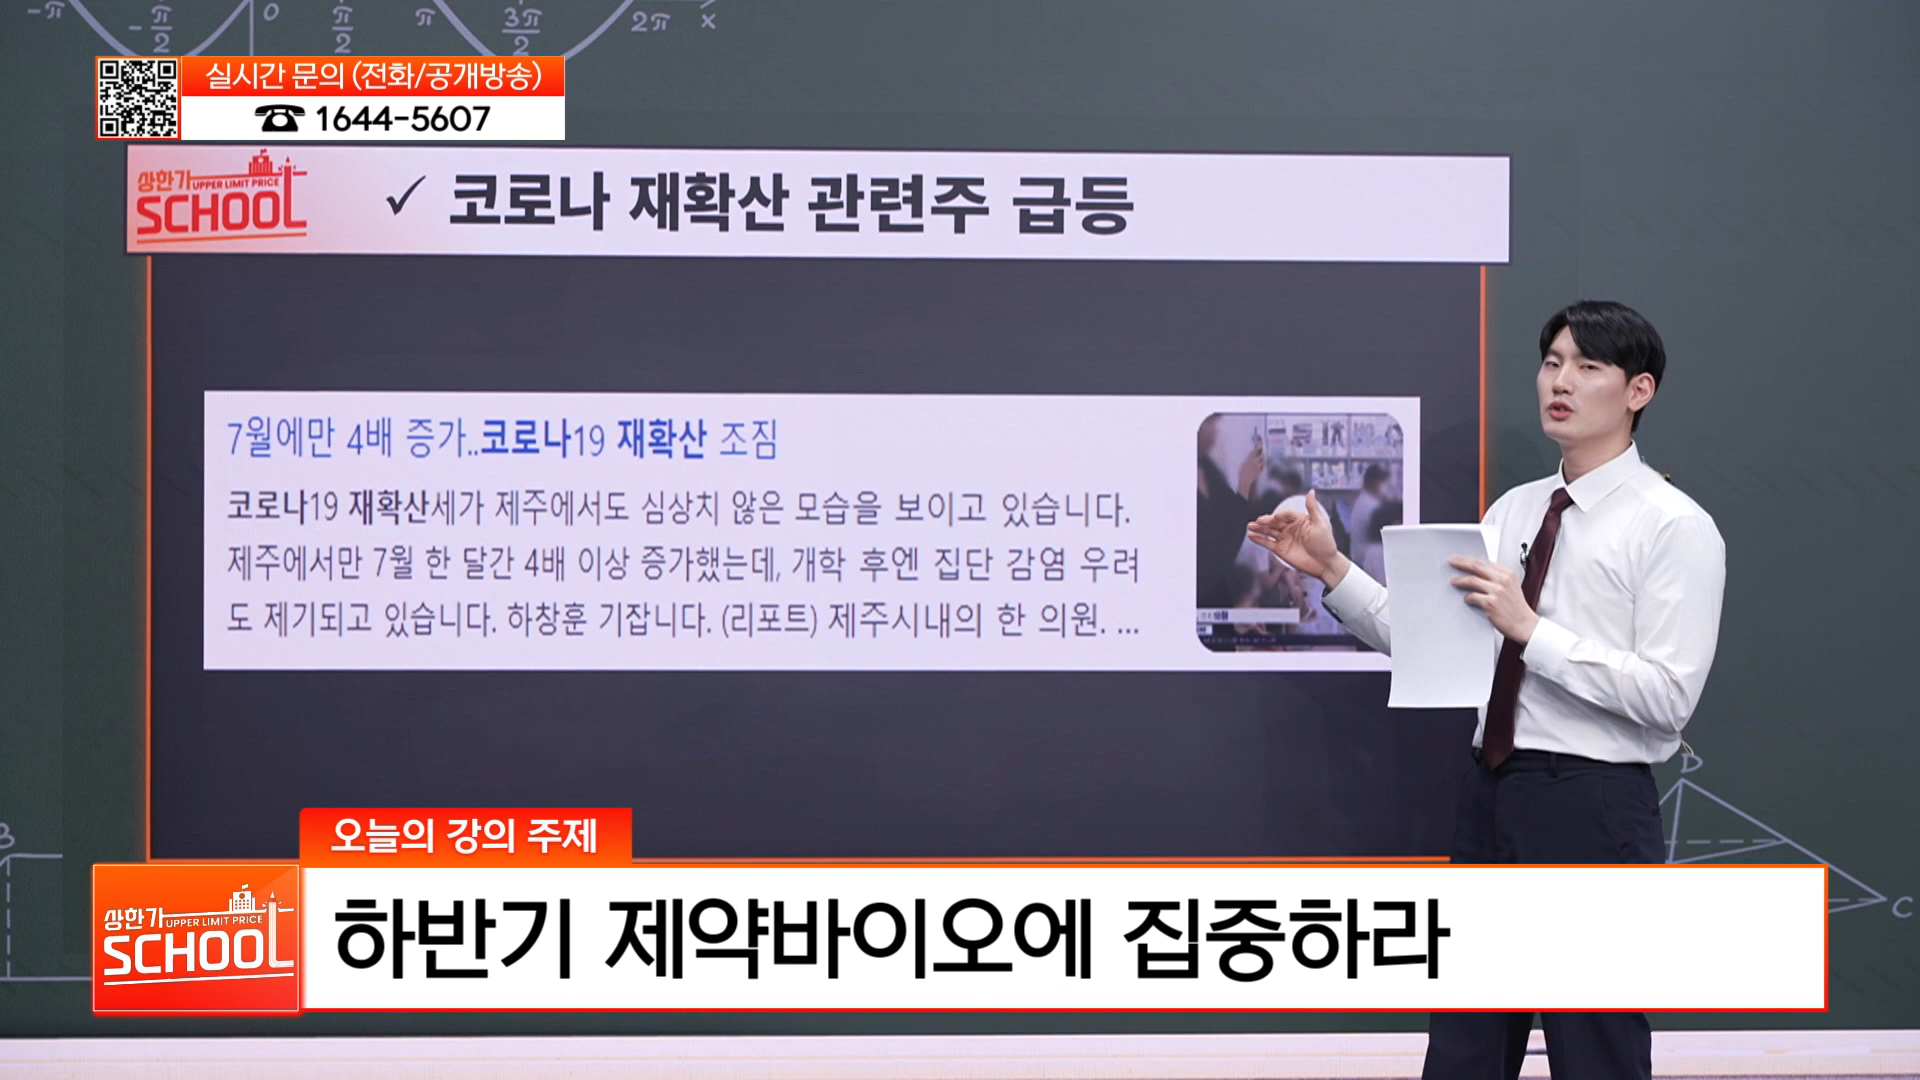 -π
-π/2
0
π/2
π
3π/2
2π
x
실시간 문의 (전화/공개방송)
☎ 1644-5607
상한가 UPPER LIMIT PRICE
SCHOOL
✓ 코로나 재확산 관련주 급등
7월에만 4배 증가..코로나19 재확산 조짐
코로나19 재확산세가 제주에서도 심상치 않은 모습을 보이고 있습니다.
제주에서만 7월 한 달간 4배 이상 증가했는데, 개학 후엔 집단 감염 우려
도 제기되고 있습니다. 하창훈 기잡니다. (리포트) 제주시내의 한 의원. ...
D
B
C
오늘의 강의 주제
상한가 UPPER LIMIT PRICE
SCHOOL
하반기 제약바이오에 집중하라